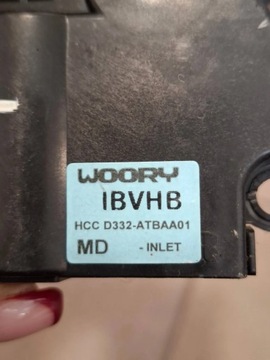 WOORY
IBVHB
HCC D332-ATBAA01
MD - INLET